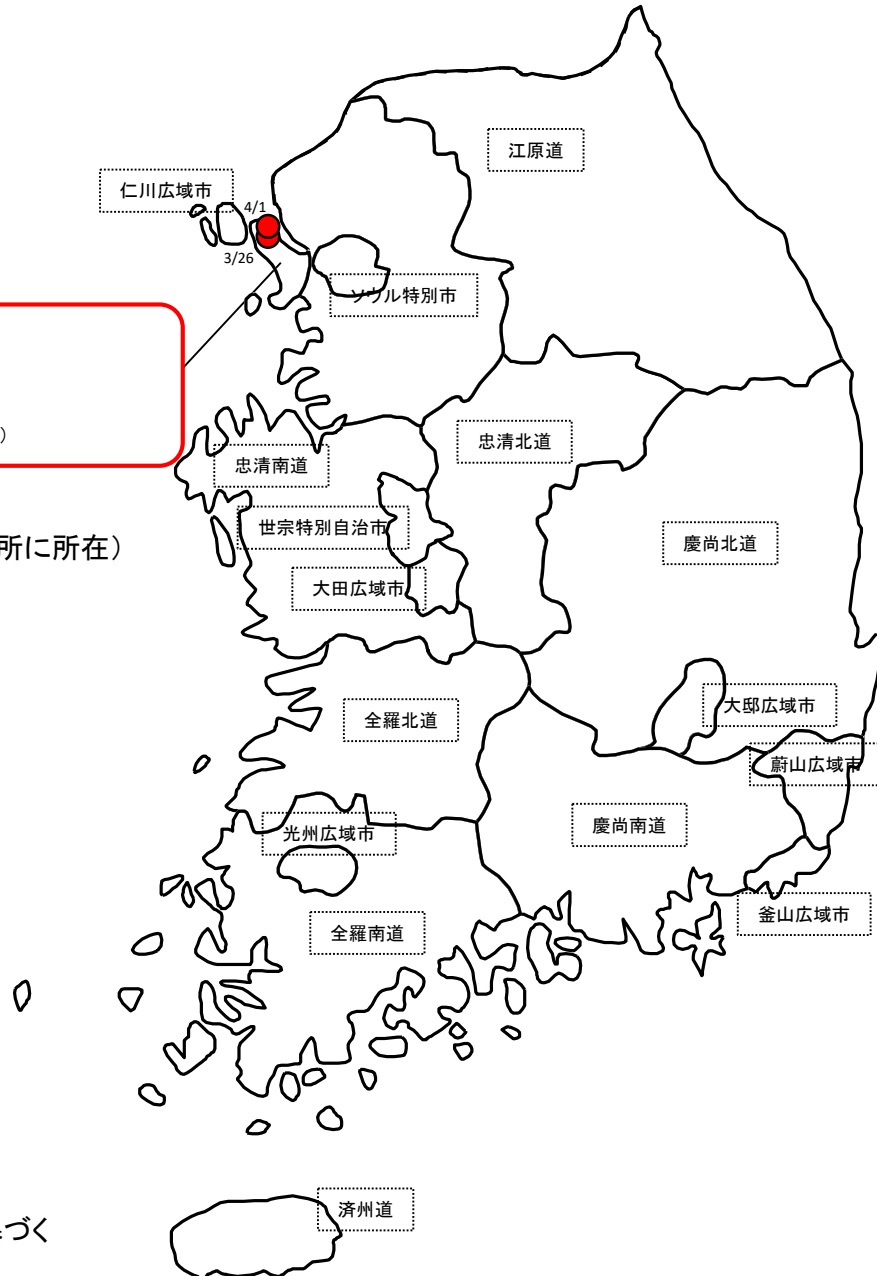 江原道
仁川広域市
4/1
3/26
ソウル特別市
）
忠清北道
忠清南道
世宗特別自治市
所に所在）
慶尚北道
大田広域市
大邱広域市
全羅北道
蔚山広域市
慶尚南道
光州広域市
釜山広域市
全羅南道
済州道
づく